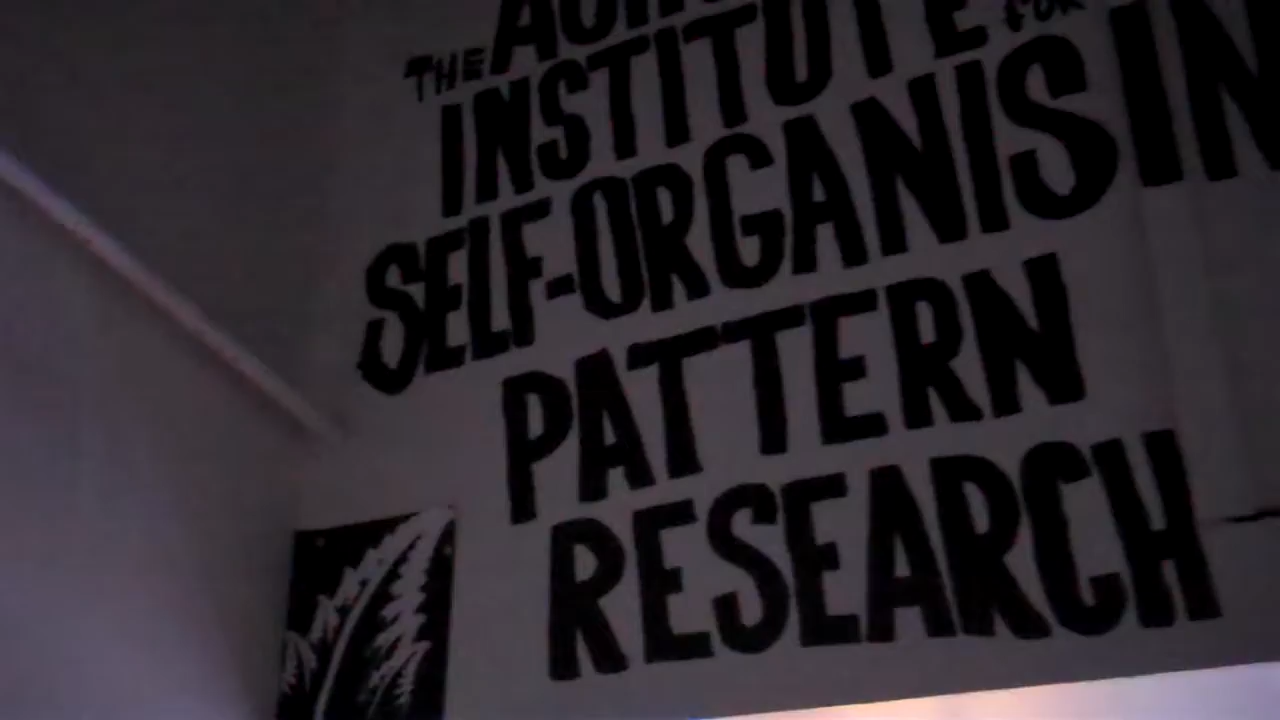 THE
INSTITUTE FOR
SELF-ORGANISIN
PATTERN
RESEARCH